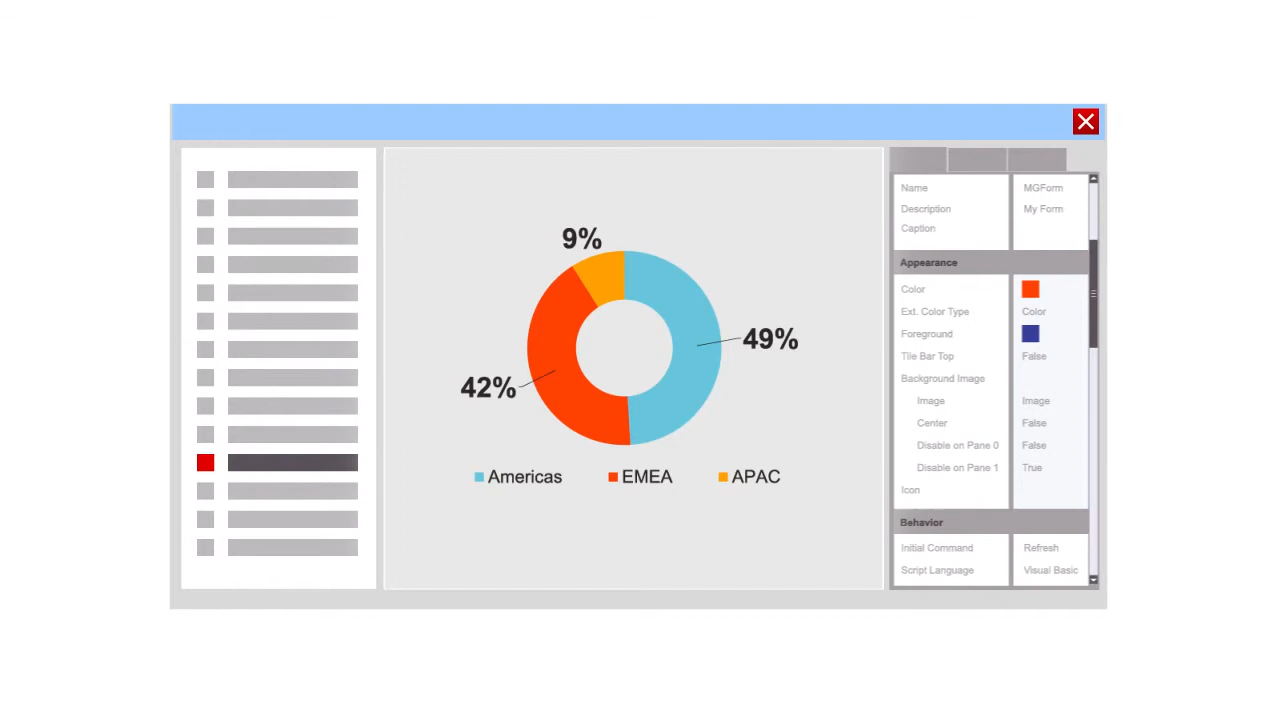 9%
49%
42%
Americas EMEA APAC
Name MGForm
Description My Form
Caption
Appearance
Color
Ext. Color Type Color
Foreground
Tile Bar Top False
Background Image
Image Image
Center False
Disable on Pane 0 False
Disable on Pane 1 True
Icon
Behavior
Initial Command Refresh
Script Language Visual Basic